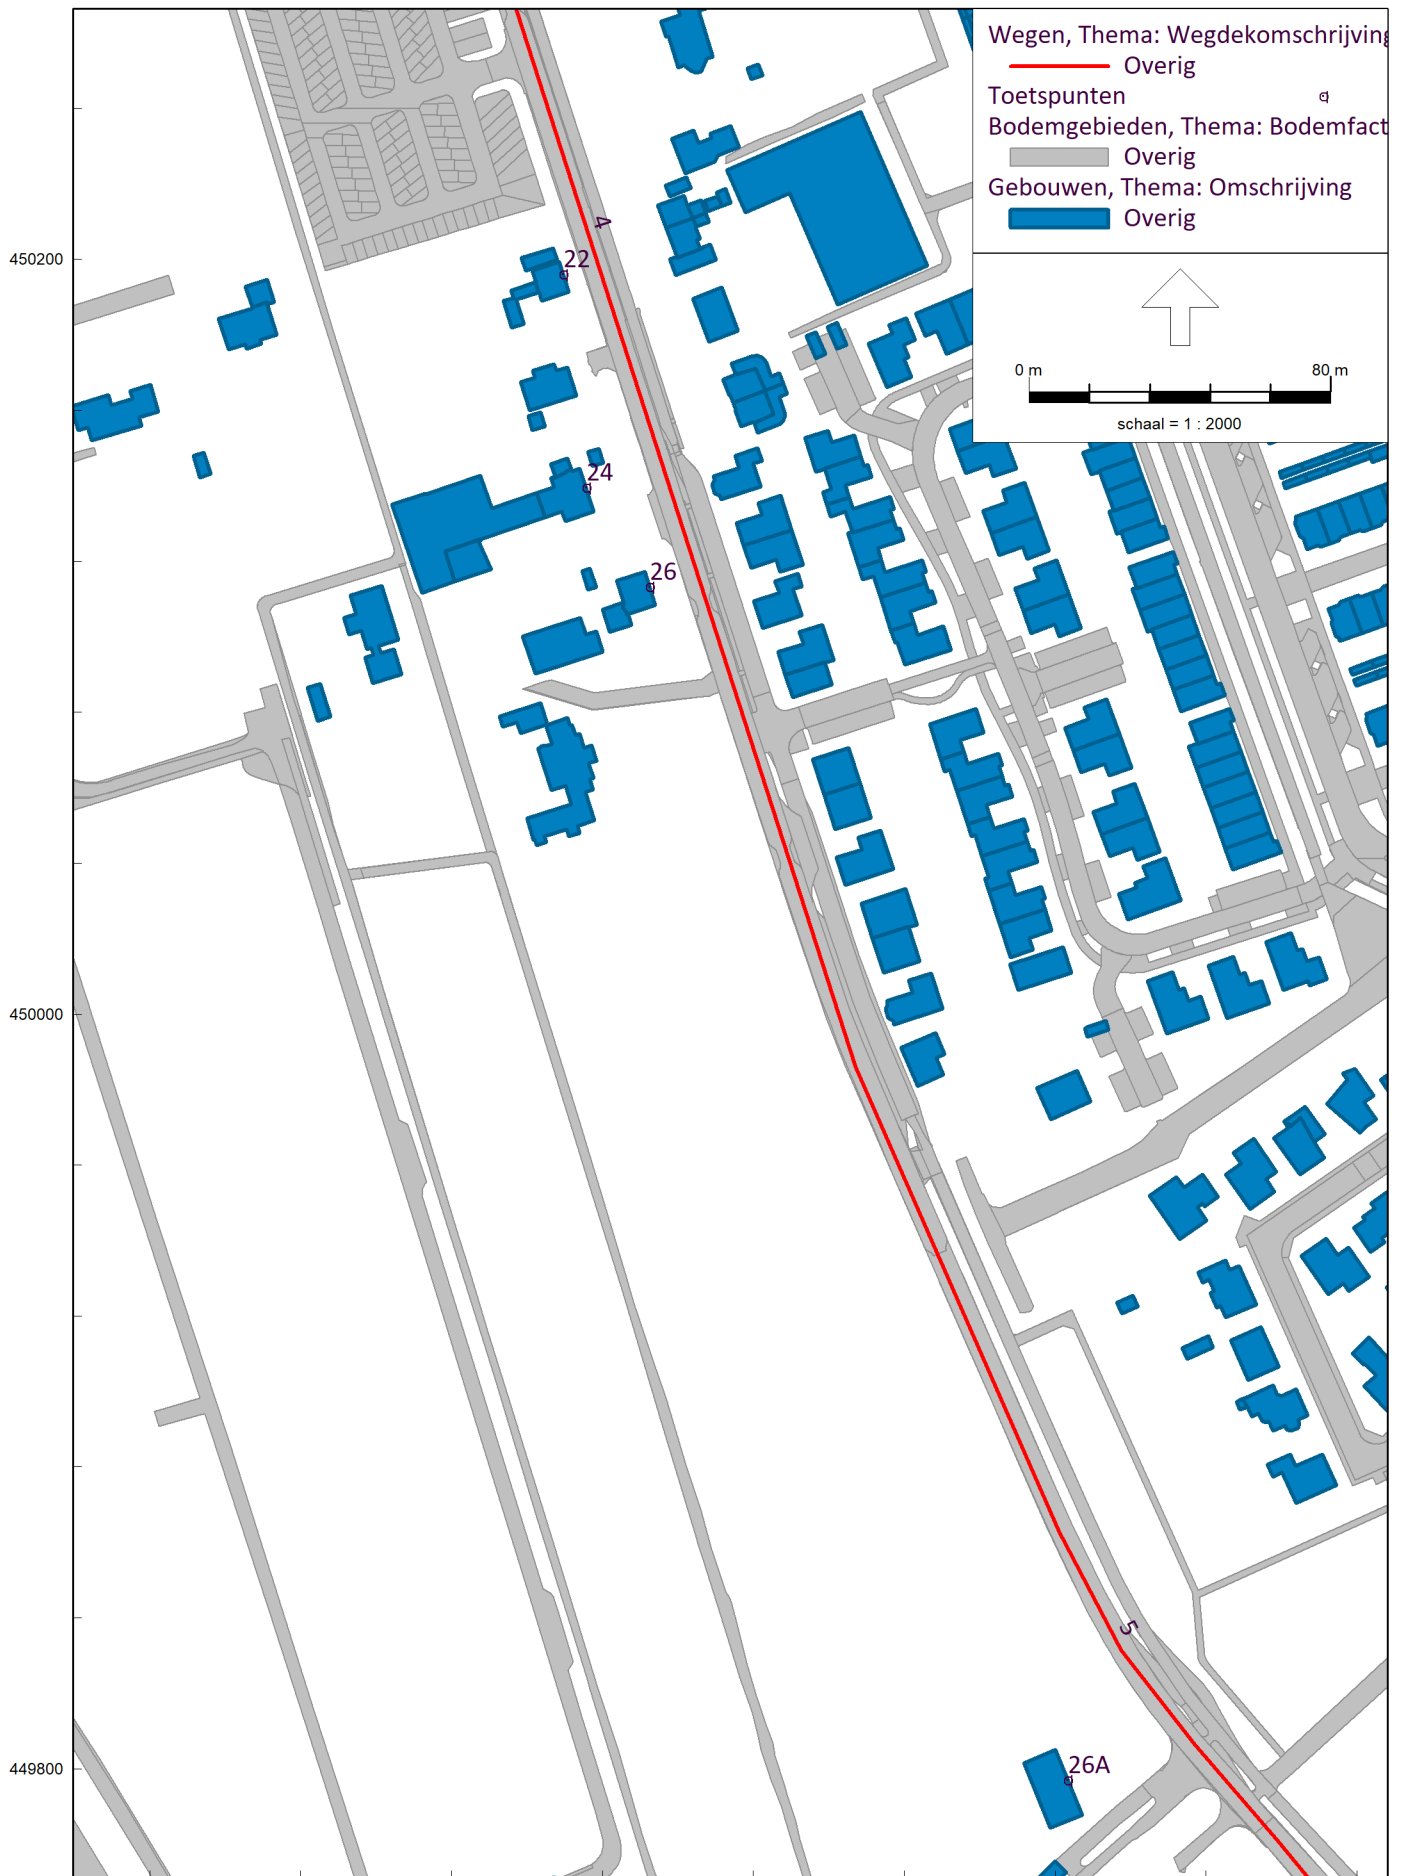 Wegen, Thema: Wegdekomschrijving
Overig
Toetspunten
Bodemgebieden, Thema: Bodemfact
Overig
Gebouwen, Thema: Omschrijving
Overig
0 m 80 m
schaal = 1 : 2000
4
22
450200
24
26
450000
5
26A
449800